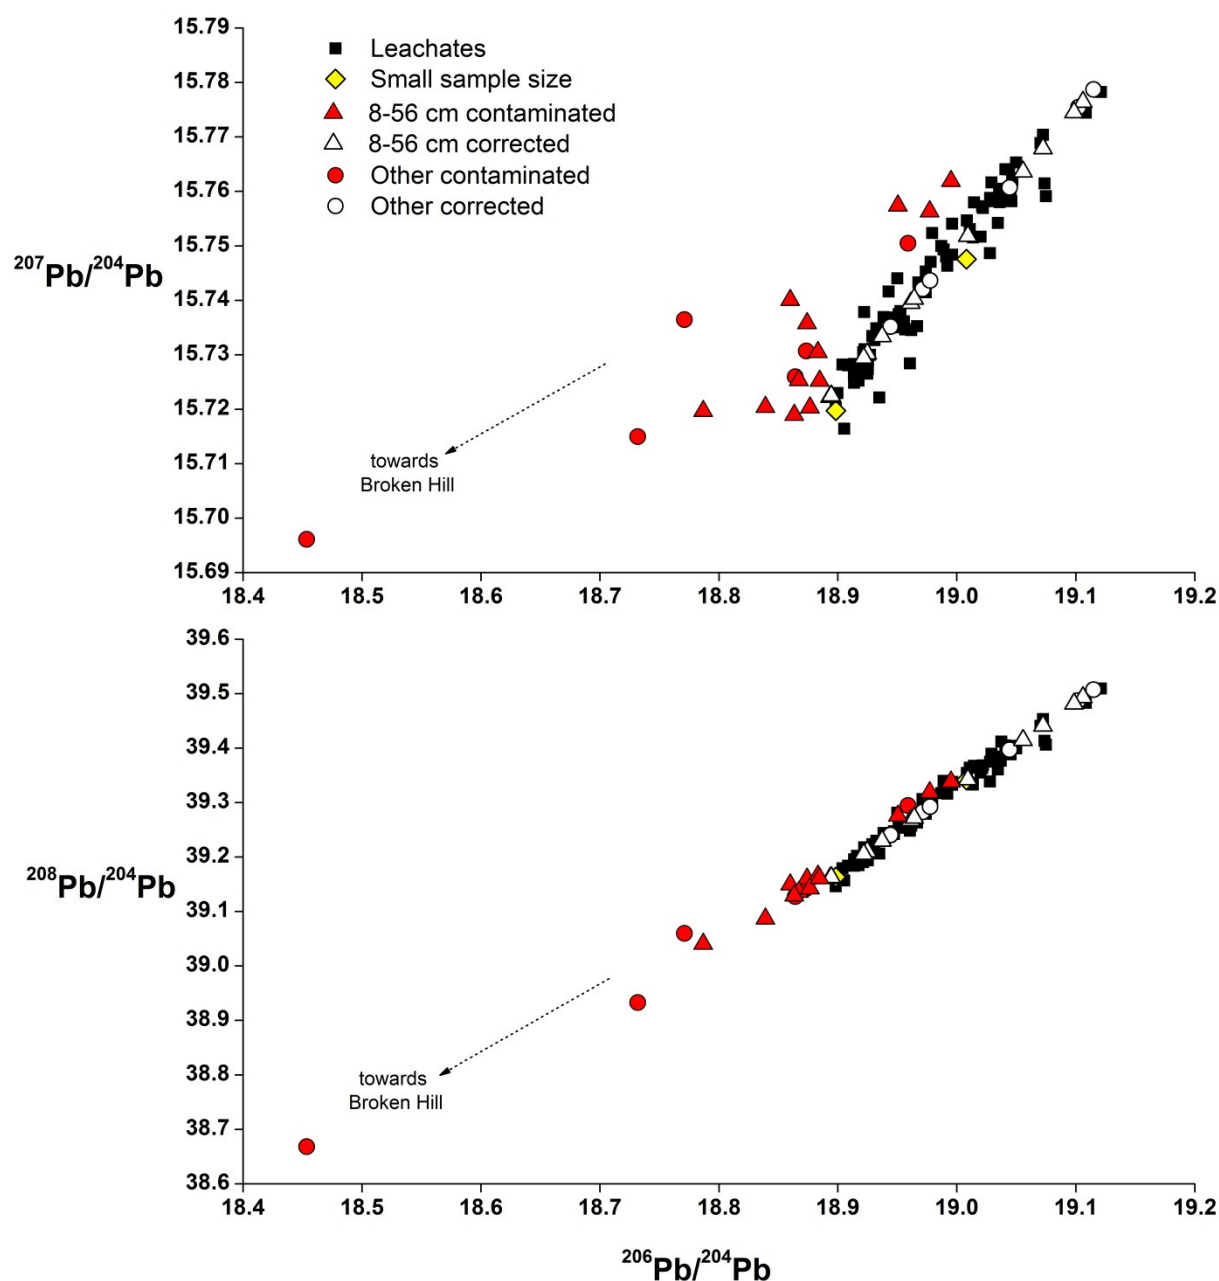 15.79
15.78
15.77
15.76
15.75
15.74
15.73
15.72
15.71
15.70
15.69
²⁰⁷Pb/²⁰⁴Pb
Leachates
Small sample size
8-56 cm contaminated
8-56 cm corrected
Other contaminated
Other corrected
towards
Broken Hill
18.4 18.5 18.6 18.7 18.8 18.9 19.0 19.1 19.2
39.6
39.5
39.4
39.3
39.2
39.1
39.0
38.9
38.8
38.7
38.6
²⁰⁸Pb/²⁰⁴Pb
towards
Broken Hill
18.4 18.5 18.6 18.7 18.8 18.9 19.0 19.1 19.2
²⁰⁶Pb/²⁰⁴Pb